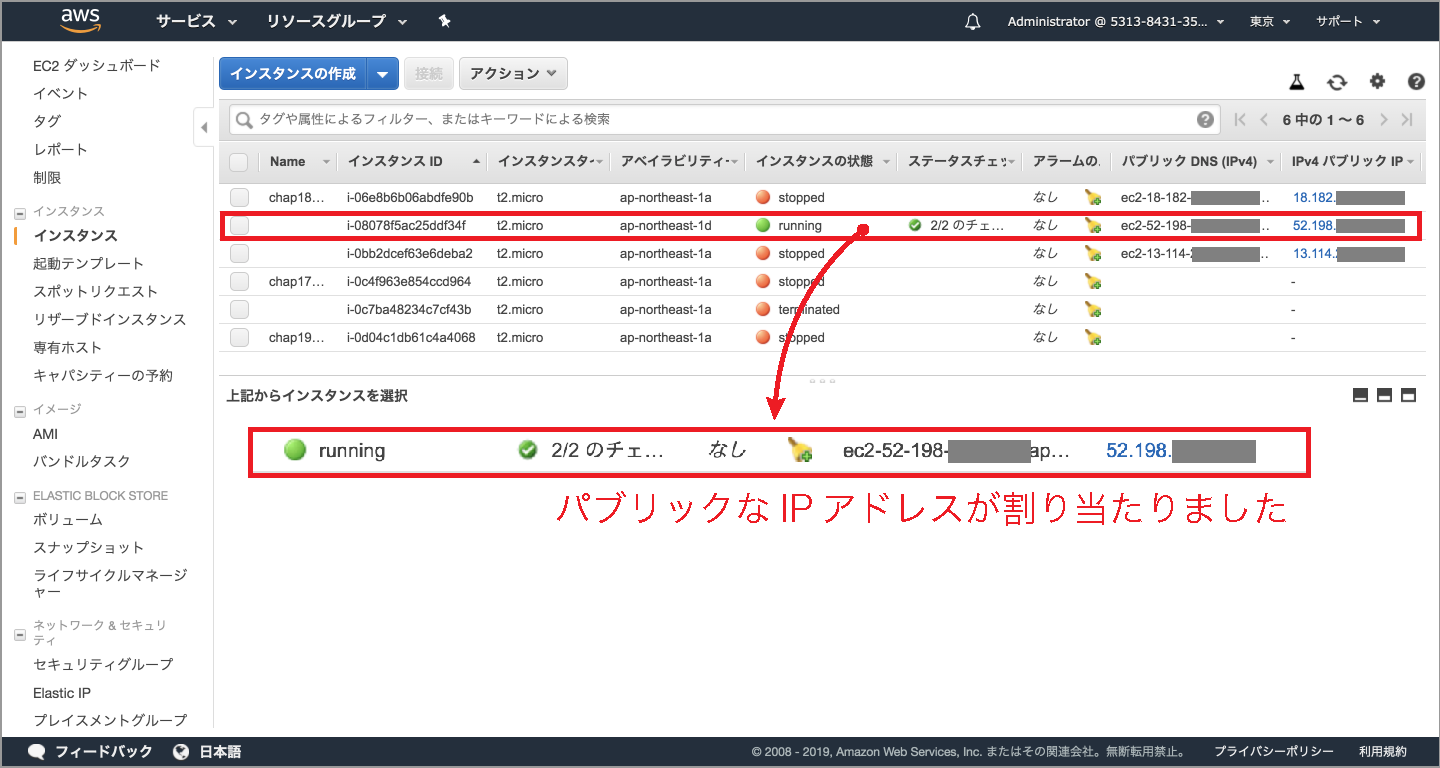 aws サービス リソースグループ Administrator @ 5313-8431-35... 東京 サポート
EC2 ダッシュボード
イベント
タグ
レポート
制限
インスタンス
インスタンス
起動テンプレート
スポットリクエスト
リザーブドインスタンス
専有ホスト
キャパシティーの予約
イメージ
AMI
バンドルタスク
ELASTIC BLOCK STORE
ボリューム
スナップショット
ライフサイクルマネージ
ャー
ネットワーク & セキュリ
ティ
セキュリティグループ
Elastic IP
プレイスメントグループ
インスタンスの作成 接続 アクション
タグや属性によるフィルター、またはキーワードによる検索 6 中の 1 ～ 6
Name インスタンス ID インスタンスタ アベイラビリティ インスタンスの状態 ステータスチェッ アラームの. パブリック DNS (IPv4) IPv4 パブリック IP
chap18... i-06e8b6b06abdfe90b t2.micro ap-northeast-1a stopped なし ec2-18-182- .. 18.182.
i-08078f5ac25ddf34f t2.micro ap-northeast-1d running 2/2 のチェ... なし ec2-52-198- .. 52.198.
i-0bb2dcef63e6deba2 t2.micro ap-northeast-1a stopped なし ec2-13-114- .. 13.114.
chap17... i-0c4f963e854ccd964 t2.micro ap-northeast-1a stopped なし -
i-0c7ba48234c7cf43b t2.micro ap-northeast-1a terminated なし -
chap19... i-0d04c1db61c4a4068 t2.micro ap-northeast-1a stopped なし -
上記からインスタンスを選択
running 2/2 のチェ... なし ec2-52-198- ap... 52.198.
パブリックな IP アドレスが割り当たりました
フィードバック 日本語 © 2008 - 2019, Amazon Web Services, Inc. またはその関連会社。無断転用禁止。 プライバシーポリシー 利用規約